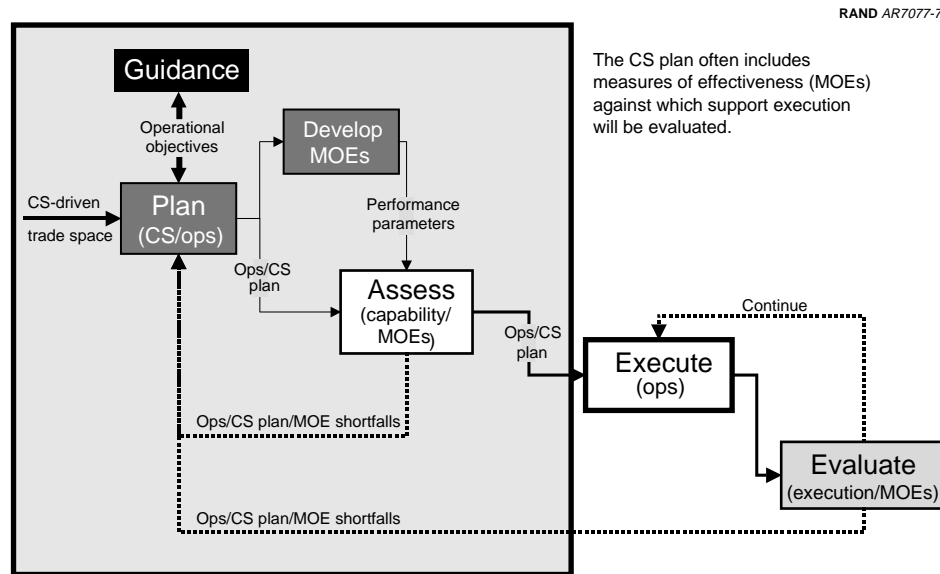 RAND AR7077-7
The CS plan often includes
measures of effectiveness (MOEs)
against which support execution
will be evaluated.
Guidance
Operational
objectives
Develop
MOEs
CS-driven
trade space
Plan
(CS/ops)
Performance
parameters
Ops/CS
plan
Assess
(capability/
MOEs)
Ops/CS
plan
Continue
Execute
(ops)
Ops/CS plan/MOE shortfalls
Evaluate
(execution/MOEs)
Ops/CS plan/MOE shortfalls